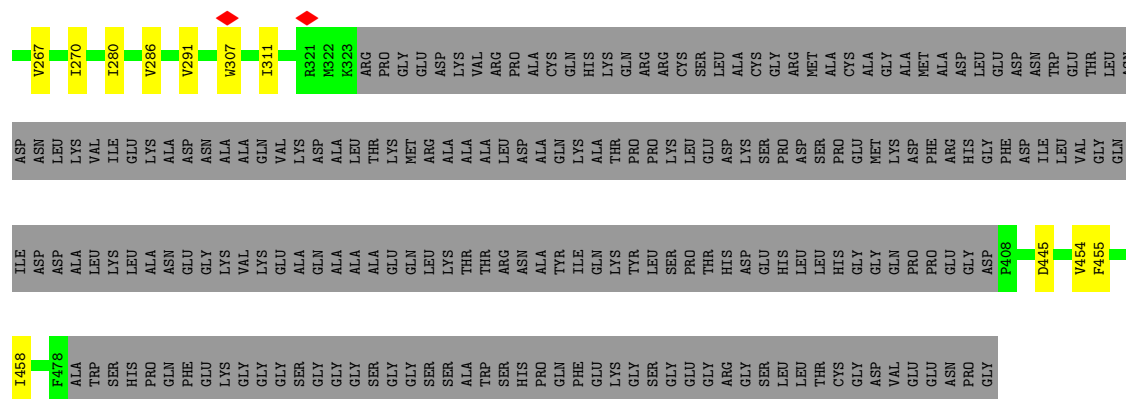 V267 I270 I280 V286 V291 W307 I311 R321 M322 K323 ARG PRO GLY GLU ASP LYS VAL ARG PRO ALA CYS GLN HIS LYS GLN ARG ARG CYS SER LEU ALA CYS GLY ARG MET ALA CYS ALA GLY ALA MET ALA ASP LEU GLU ASP ASN TRP GLU THR LEU ASN
ASP ASN LEU LYS VAL ILE GLU LYS ALA ASP ASN ALA ALA GLN VAL LYS ASP ALA LEU THR LYS MET ARG ALA ALA ALA LEU ASP ALA GLN LYS ALA THR PRO PRO LYS LEU GLU ASP LYS SER PRO ASP SER PRO GLU MET LYS ASP PHE ARG HIS GLY PHE ASP ILE LEU VAL GLY GLN
ILE ASP ASP ALA LEU LYS LEU ALA ASN GLU GLY LYS VAL LYS GLU ALA GLN ALA ALA ALA GLU GLN LEU LYS THR THR ARG ASN ALA TYR ILE GLN LYS TYR LEU SER PRO THR HIS ASP GLU HIS LEU LEU HIS GLY GLY GLN PRO PRO GLU GLY ASP P408 D445 V454 F455
I458 F478 ALA TRP SER HIS PRO GLN PHE GLU LYS GLY GLY GLY SER GLY GLY GLY SER GLY GLY SER SER ALA TRP SER HIS PRO GLN PHE GLU LYS GLY SER GLY GLU GLY ARG GLY SER LEU LEU THR CYS GLY ASP VAL GLU GLU ASN PRO GLY